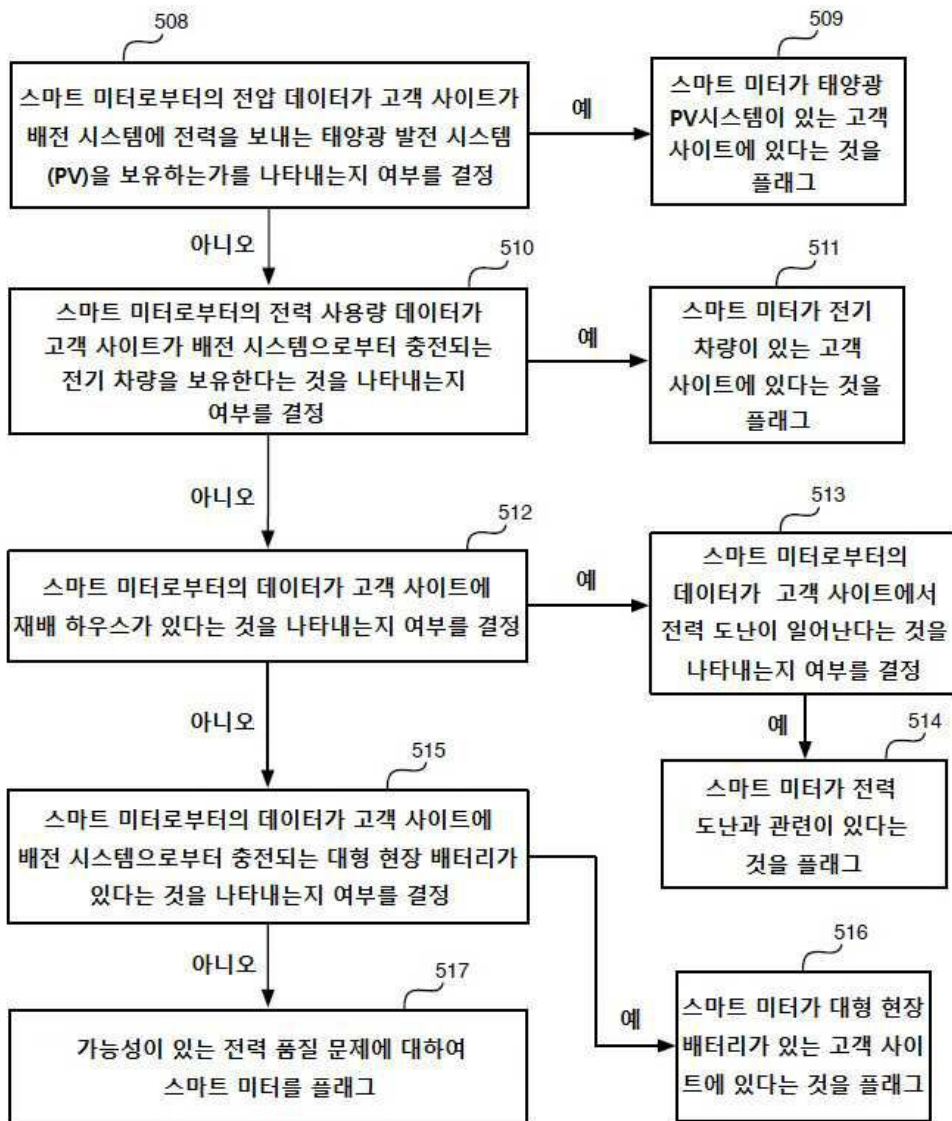 508
스마트 미터로부터의 전압 데이터가 고객 사이트가
배전 시스템에 전력을 보내는 태양광 발전 시스템
(PV)을 보유하는가를 나타내는지 여부를 결정
예
509
스마트 미터가 태양광
PV시스템이 있는 고객
사이트에 있다는 것을
플래그
아니오
510
스마트 미터로부터의 전력 사용량 데이터가
고객 사이트가 배전 시스템으로부터 충전되는
전기 차량을 보유한다는 것을 나타내는지
여부를 결정
예
511
스마트 미터가 전기
차량이 있는 고객
사이트에 있다는 것을
플래그
아니오
512
스마트 미터로부터의 데이터가 고객 사이트에
재배 하우스가 있다는 것을 나타내는지 여부를 결정
예
513
스마트 미터로부터의
데이터가 고객 사이트에서
전력 도난이 일어난다는 것을
나타내는지 여부를 결정
예
514
스마트 미터가 전력
도난과 관련이 있다는
것을 플래그
아니오
515
스마트 미터로부터의 데이터가 고객 사이트에
배전 시스템으로부터 충전되는 대형 현장 배터리가
있다는 것을 나타내는지 여부를 결정
예
516
스마트 미터가 대형 현장
배터리가 있는 고객 사이
트에 있다는 것을 플래그
아니오
517
가능성이 있는 전력 품질 문제에 대하여
스마트 미터를 플래그